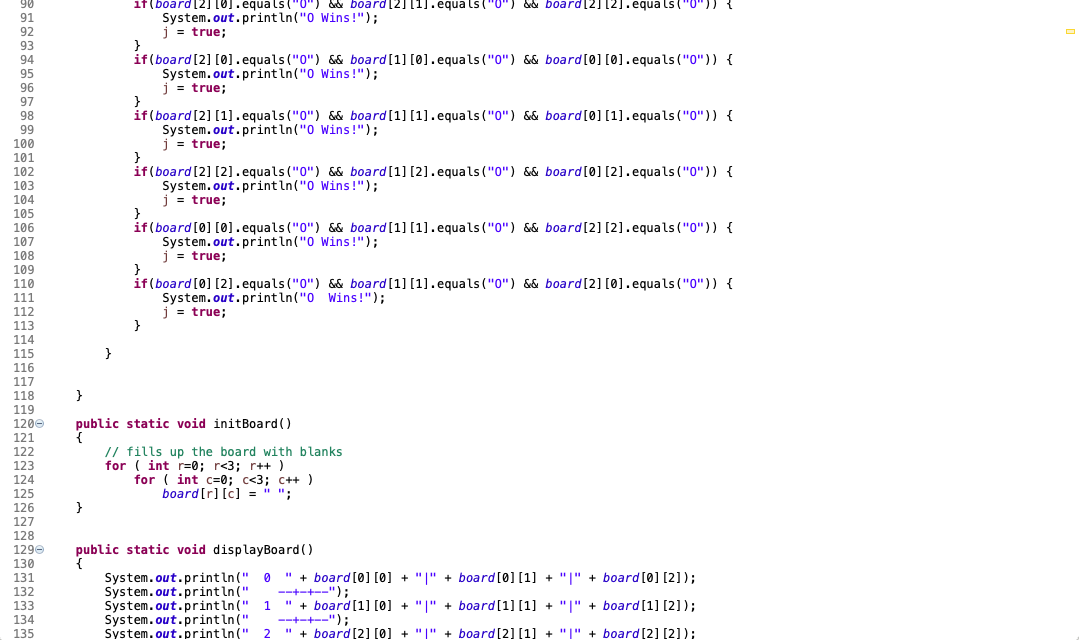 90 if(board[2][0].equals("O") && board[2][1].equals("O") && board[2][2].equals("O")) {
91 System.out.println("O Wins!");
92 j = true;
93 }
94 if(board[2][0].equals("O") && board[1][0].equals("O") && board[0][0].equals("O")) {
95 System.out.println("O Wins!");
96 j = true;
97 }
98 if(board[2][1].equals("O") && board[1][1].equals("O") && board[0][1].equals("O")) {
99 System.out.println("O Wins!");
100 j = true;
101 }
102 if(board[2][2].equals("O") && board[1][2].equals("O") && board[0][2].equals("O")) {
103 System.out.println("O Wins!");
104 j = true;
105 }
106 if(board[0][0].equals("O") && board[1][1].equals("O") && board[2][2].equals("O")) {
107 System.out.println("O Wins!");
108 j = true;
109 }
110 if(board[0][2].equals("O") && board[1][1].equals("O") && board[2][0].equals("O")) {
111 System.out.println("O  Wins!");
112 j = true;
113 }
114
115 }
116
117
118 }
119
120 public static void initBoard()
121 {
122 // fills up the board with blanks
123 for ( int r=0; r<3; r++ )
124 for ( int c=0; c<3; c++ )
125 board[r][c] = " ";
126 }
127
128
129 public static void displayBoard()
130 {
131 System.out.println("  0  " + board[0][0] + "|" + board[0][1] + "|" + board[0][2]);
132 System.out.println("    --+-+--");
133 System.out.println("  1  " + board[1][0] + "|" + board[1][1] + "|" + board[1][2]);
134 System.out.println("    --+-+--");
135 System.out.println("  2  " + board[2][0] + "|" + board[2][1] + "|" + board[2][2]);